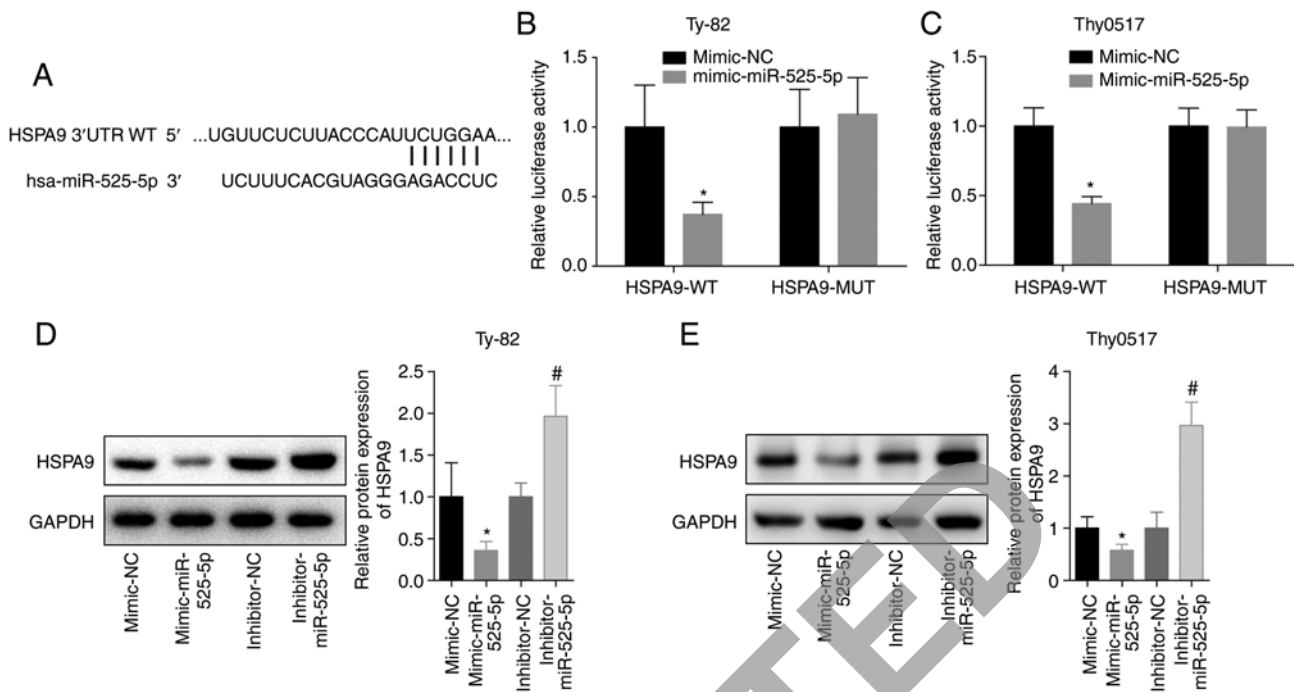 A
HSPA9 3′UTR WT 5′ ...UGUUCUCUUACCCAUUCUGGAA...
hsa-miR-525-5p 3′ UCUUUCACGUAGGGAGACCUC
B
Ty-82
Mimic-NC
mimic-miR-525-5p
Relative luciferase activity
1.5
1.0
0.5
0.0
*
HSPA9-WT HSPA9-MUT
C
Thy0517
Mimic-NC
Mimic-miR-525-5p
Relative luciferase activity
1.5
1.0
0.5
0.0
*
HSPA9-WT HSPA9-MUT
D
HSPA9
GAPDH
Mimic-NC
Mimic-miR-
525-5p
Inhibitor-NC
Inhibitor-
miR-525-5p
Ty-82
Relative protein expression
of HSPA9
2.5
2.0
1.5
1.0
0.5
0.0
*
#
Mimic-NC
Mimic-miR-
525-5p
Inhibitor-NC
Inhibitor-
miR-525-5p
E
HSPA9
GAPDH
Mimic-NC
Mimic-miR-
525-5p
Inhibitor-NC
Inhibitor-
miR-525-5p
Thy0517
Relative protein expression
of HSPA9
4
3
2
1
0
*
#
Mimic-NC
Mimic-miR-
525-5p
Inhibitor-NC
Inhibitor-
miR-525-5p
TED